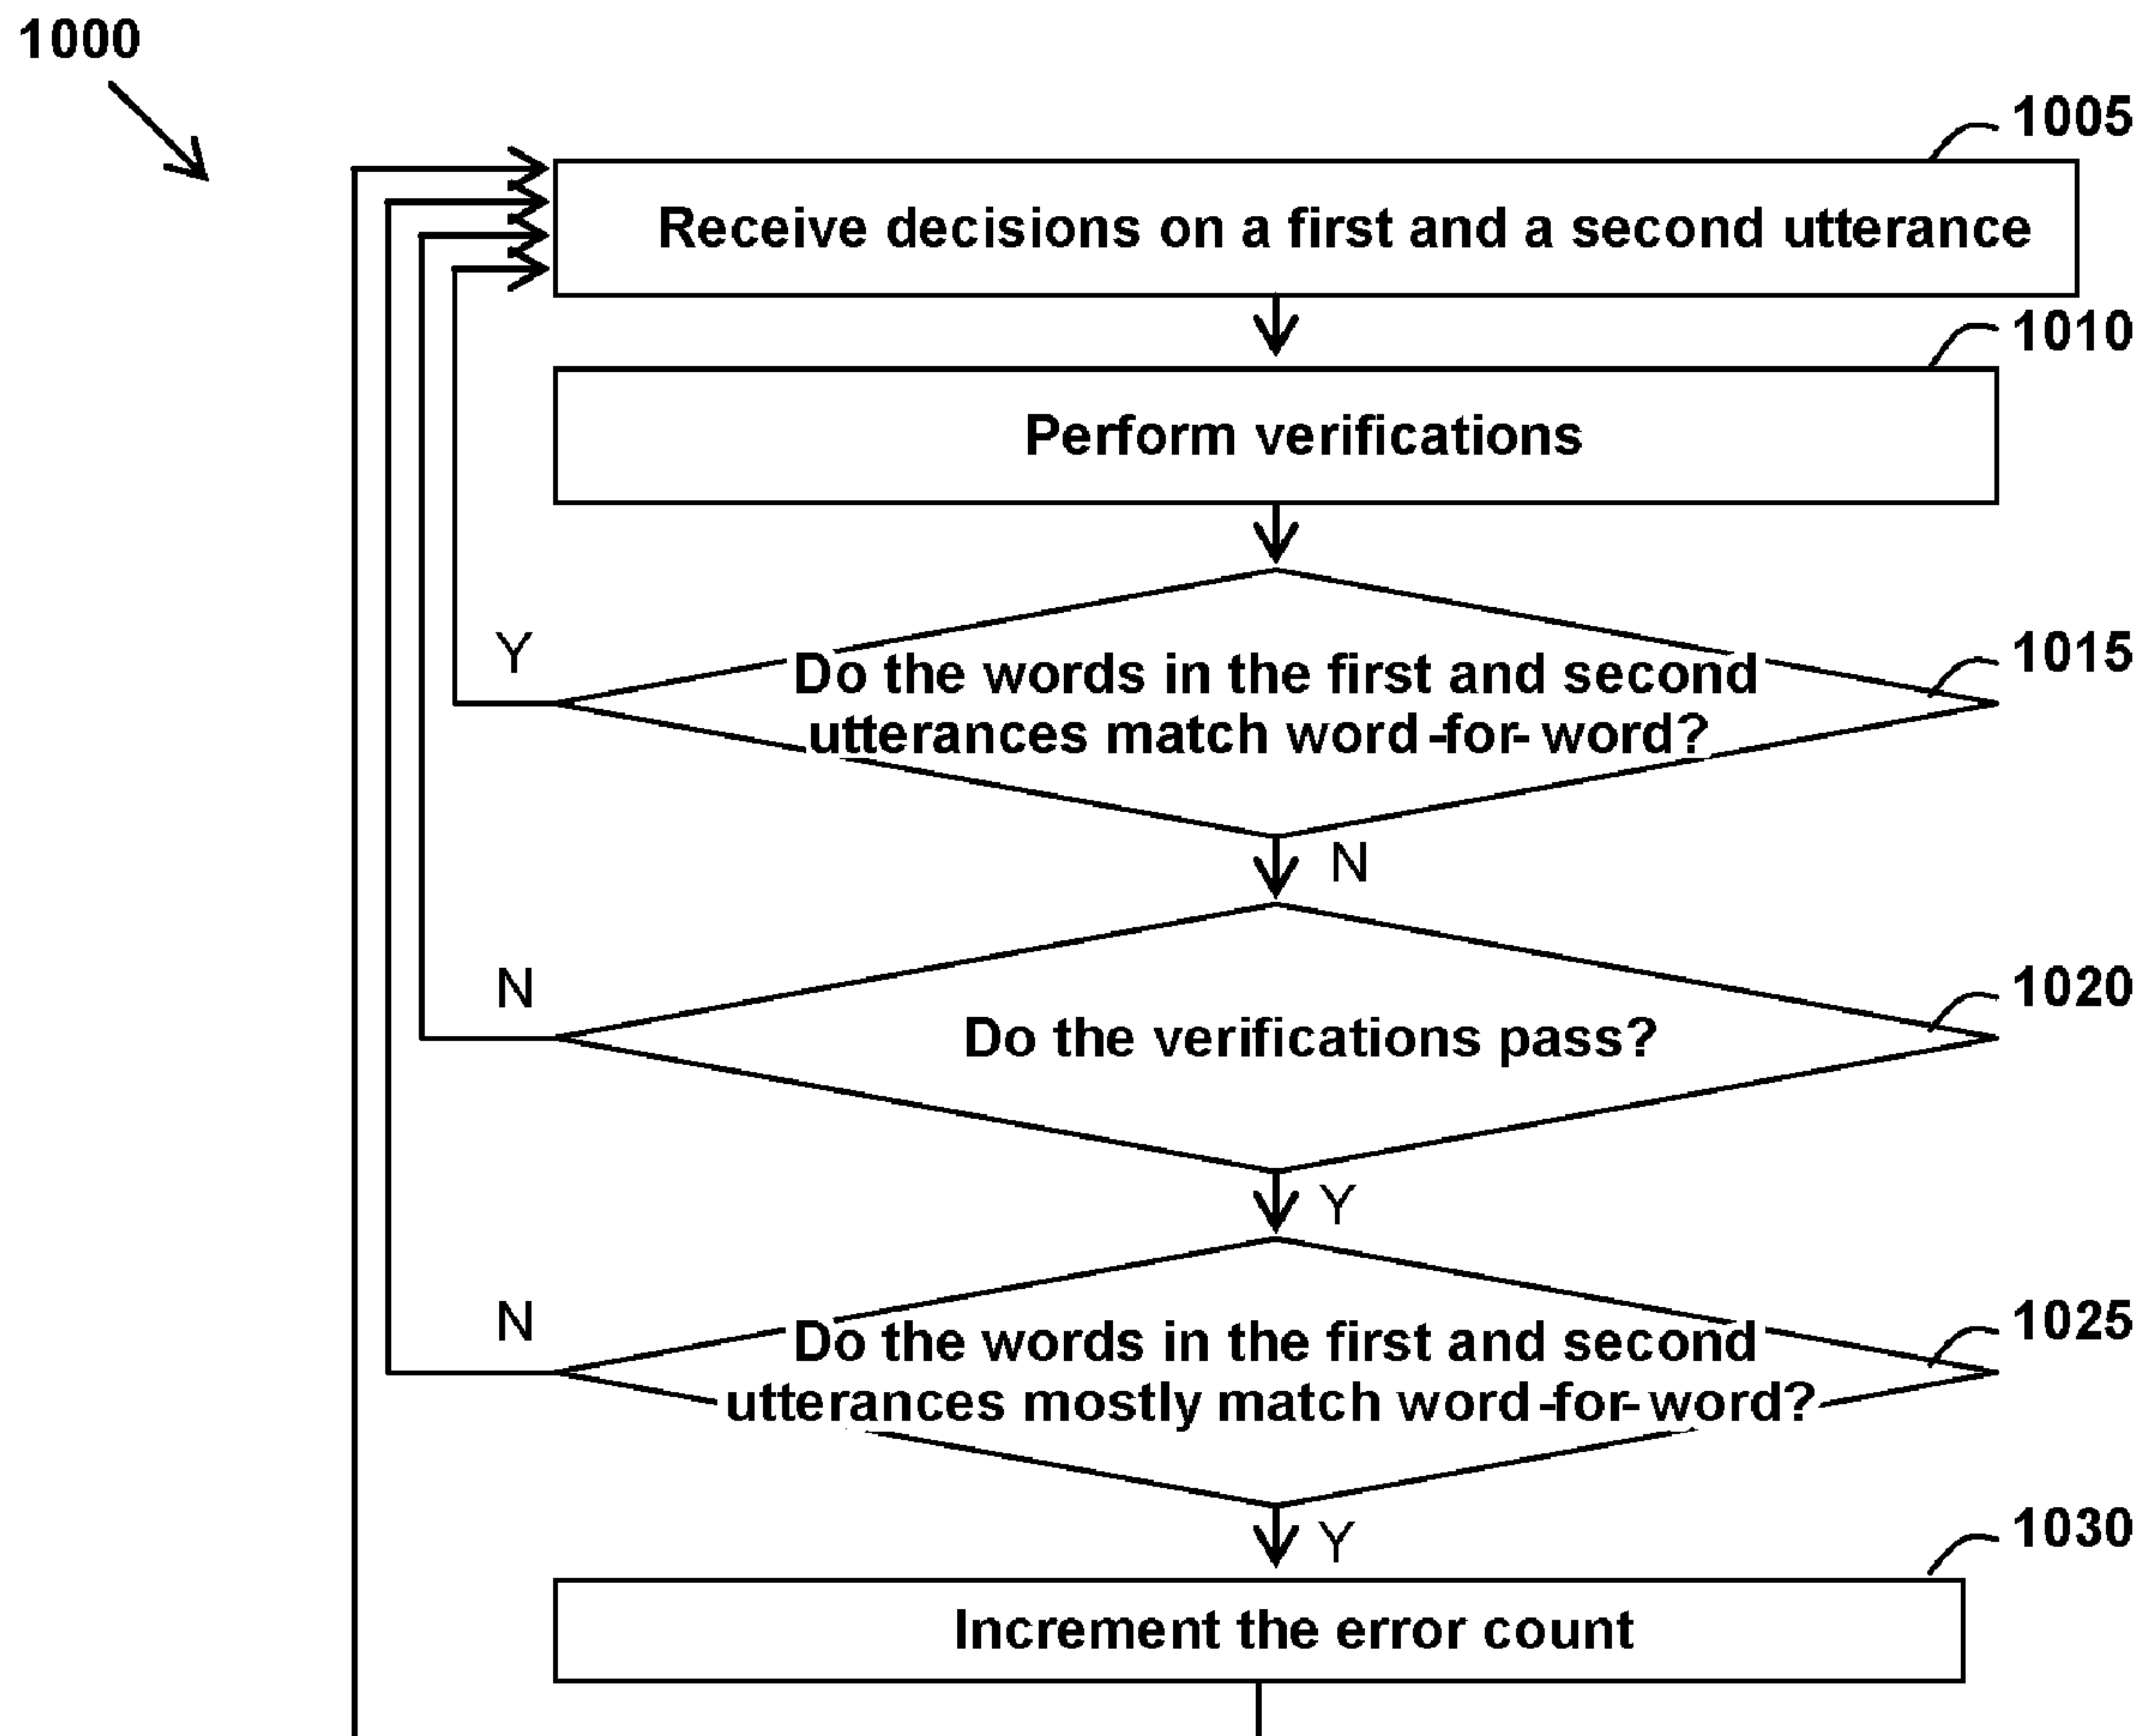 1000
1005
Receive decisions on a first and a second utterance
1010
Perform verifications
1015
Y
Do the words in the first and second
utterances match word-for-word?
N
1020
N
Do the verifications pass?
Y
1025
N
Do the words in the first and second
utterances mostly match word-for-word?
Y
1030
Increment the error count